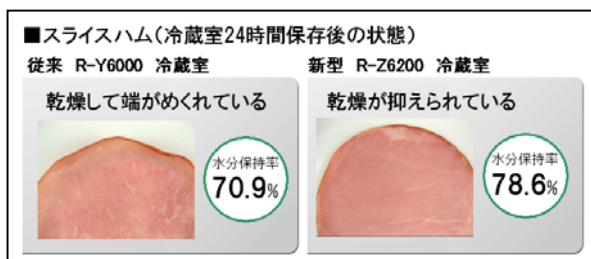 ■スライスハム(冷蔵室24時間保存後の状態)
従来 R-Y6000 冷蔵室
乾燥して端がめくれている
水分保持率
70.9%
新型 R-Z6200 冷蔵室
乾燥が抑えられている
水分保持率
78.6%